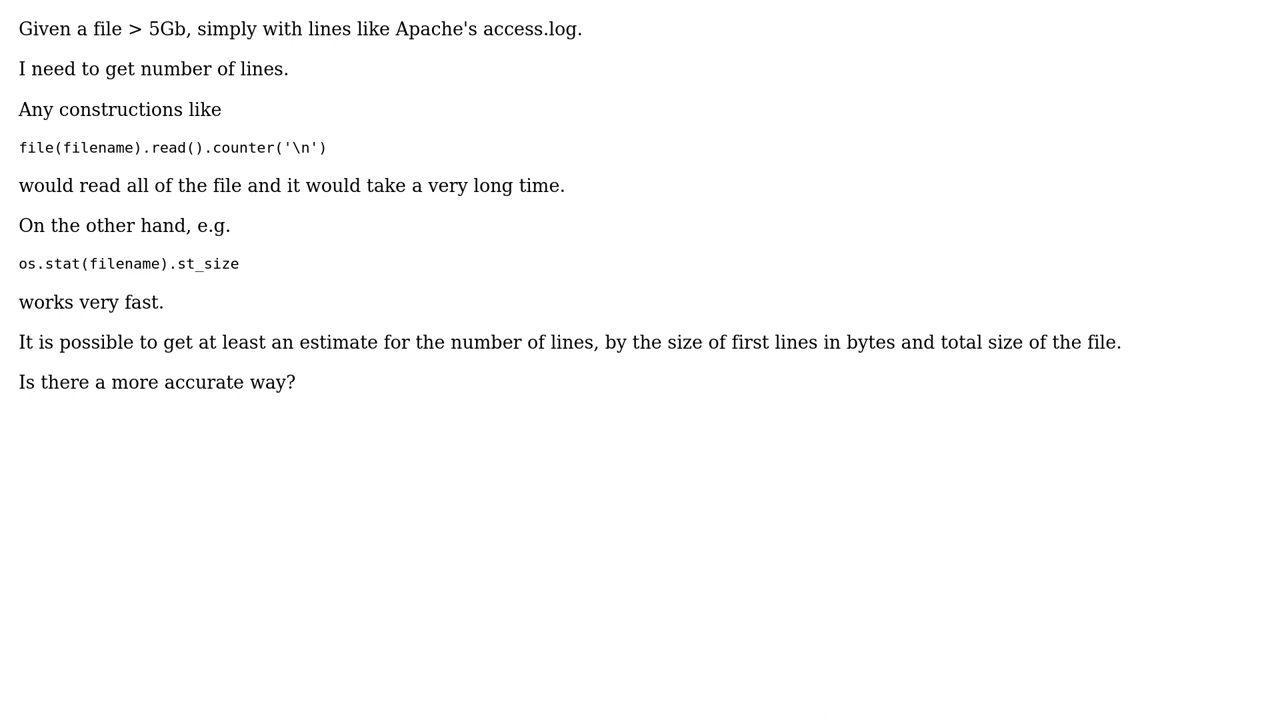 Given a file > 5Gb, simply with lines like Apache's access.log.
I need to get number of lines.
Any constructions like
file(filename).read().counter('\n')
would read all of the file and it would take a very long time.
On the other hand, e.g.
os.stat(filename).st_size
works very fast.
It is possible to get at least an estimate for the number of lines, by the size of first lines in bytes and total size of the file.
Is there a more accurate way?